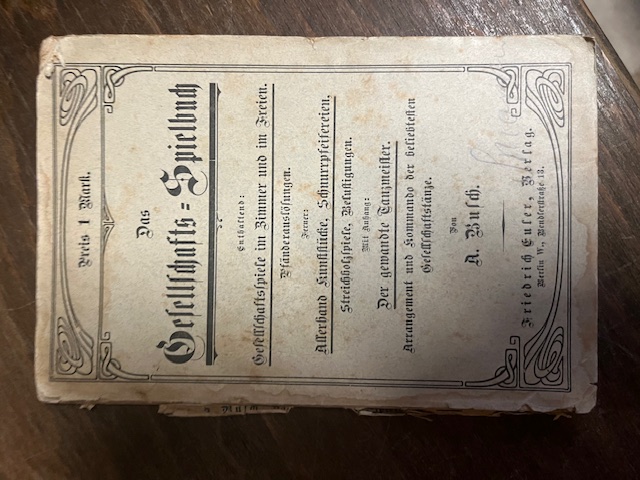 Preis 1 Mark.
Das
Gesellschafts-Spielbuch
Enthaltend:
Gesellschaftsspiele im Zimmer und im Freien.
Pfänderauslösungen.
Ferner:
Allerhand Kunststücke, Schnurrpfeifereien,
Streichholzspiele, Belustigungen.
Mit Anhang:
Der gewandte Tanzmeister.
Arrangement und Kommando der beliebtesten
Gesellschaftstänze.
Von
A. Busch.
Friedrich Euler, Verlag.
Berlin W., Bendlerstraße 13.